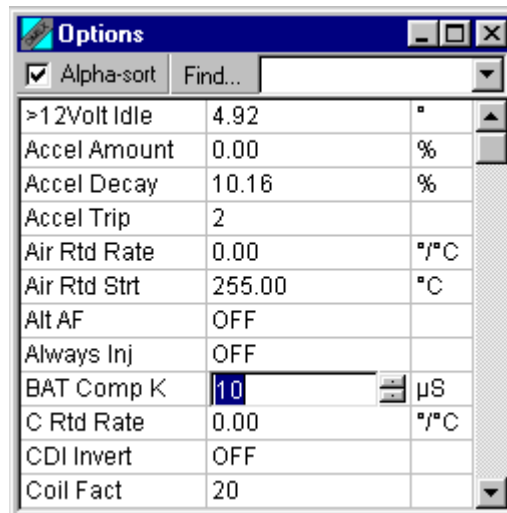 Options
Alpha-sort Find...
>12Volt Idle 4.92 °
Accel Amount 0.00 %
Accel Decay 10.16 %
Accel Trip 2
Air Rtd Rate 0.00 °/°C
Air Rtd Strt 255.00 °C
Alt AF OFF
Always Inj OFF
BAT Comp K 10 µS
C Rtd Rate 0.00 °/°C
CDI Invert OFF
Coil Fact 20